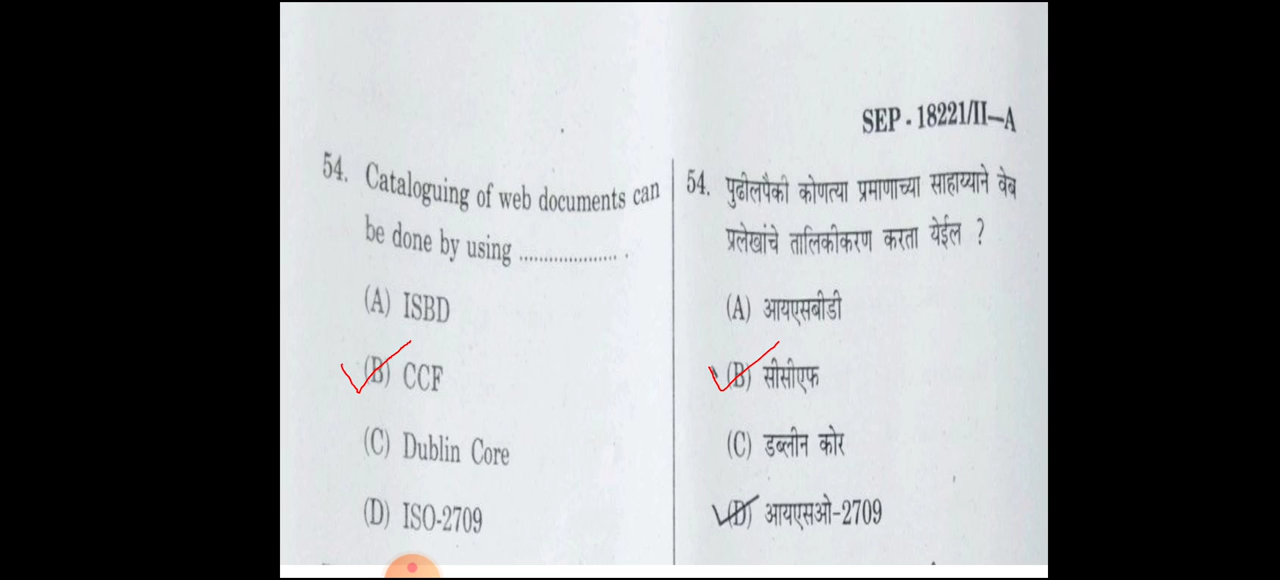 SEP - 18221/II—A
54. Cataloguing of web documents can
be done by using .................... .
(A) ISBD
(B) CCF
(C) Dublin Core
(D) ISO-2709
54. पुढीलपैकी कोणत्या प्रमाणाच्या साहाय्याने वेब
प्रलेखांचे तालिकीकरण करता येईल ?
(A) आयएसबीडी
(B) सीसीएफ
(C) डब्लीन कोर
(D) आयएसओ-2709